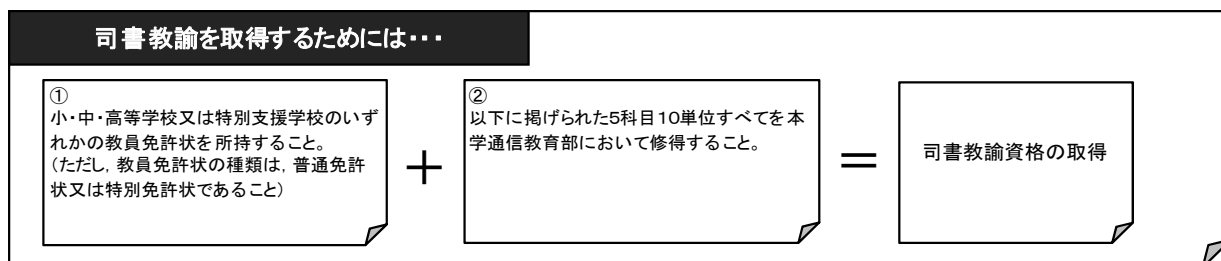 司書教諭を取得するためには・・・
①
小・中・高等学校又は特別支援学校のいず
れかの教員免許状を所持すること。
(ただし，教員免許状の種類は，普通免許
状又は特別免許状であること)
＋
②
以下に掲げられた5科目10単位すべてを本
学通信教育部において修得すること。
＝
司書教諭資格の取得